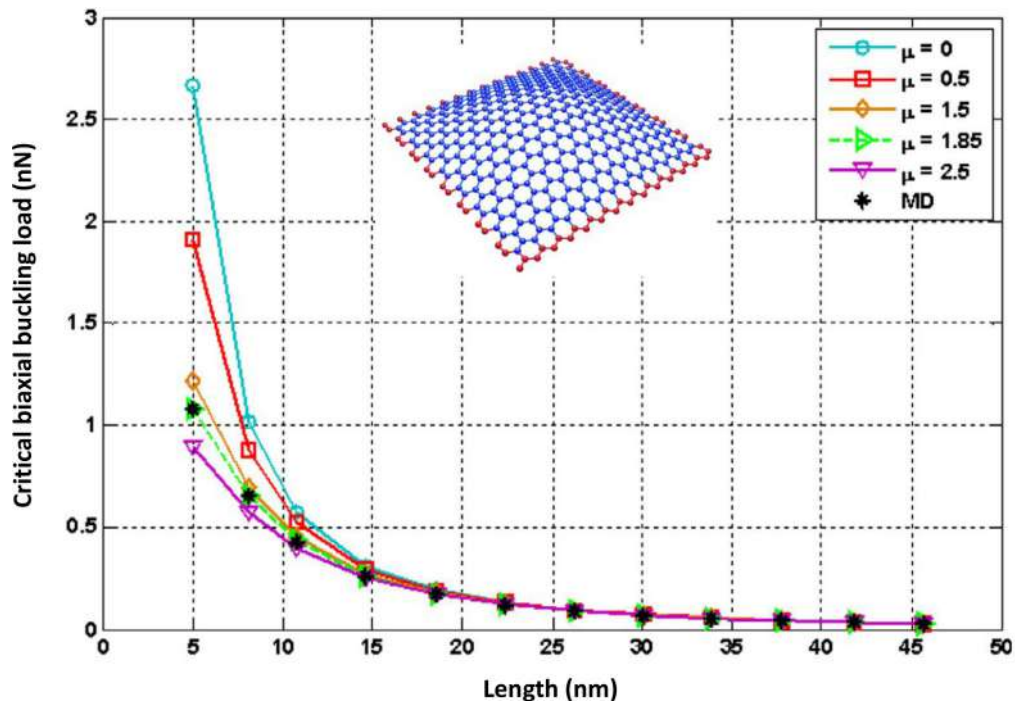 3
2.5
2
1.5
1
0.5
0
0 5 10 15 20 25 30 35 40 45 50
Critical biaxial buckling load (nN)
Length (nm)
μ = 0
μ = 0.5
μ = 1.5
μ = 1.85
μ = 2.5
MD